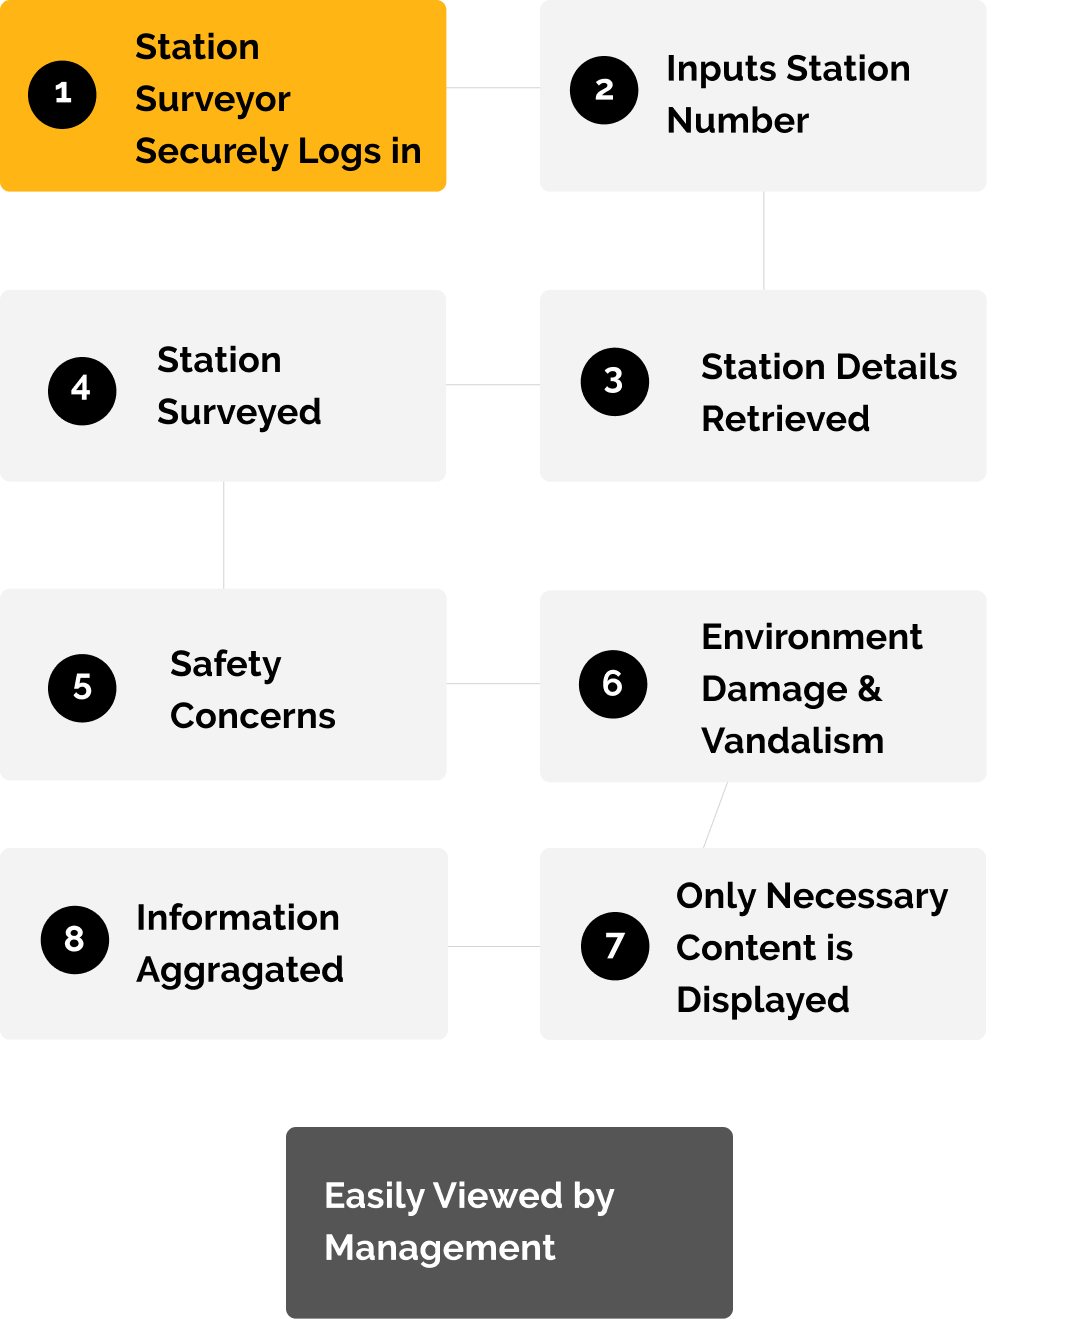 1
Station
Surveyor
Securely Logs in
2
Inputs Station
Number
3
Station Details
Retrieved
4
Station
Surveyed
5
Safety
Concerns
6
Environment
Damage &
Vandalism
7
Only Necessary
Content is
Displayed
8
Information
Aggragated
Easily Viewed by
Management